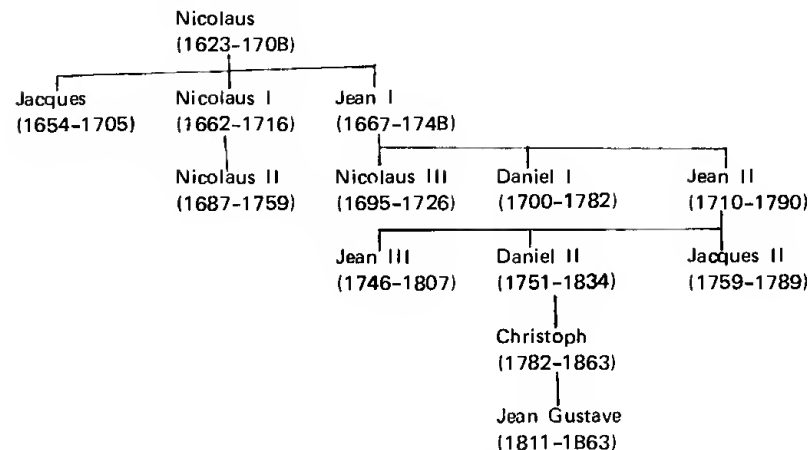 Nicolaus
(1623-170B)
Jacques
(1654-1705)
Nicolaus I
(1662-1716)
Jean I
(1667-174B)
Nicolaus II
(1687-1759)
Nicolaus III
(1695-1726)
Daniel I
(1700-1782)
Jean II
(1710-1790)
Jean III
(1746-1807)
Daniel II
(1751-1834)
Jacques II
(1759-1789)
Christoph
(1782-1863)
Jean Gustave
(1811-1B63)